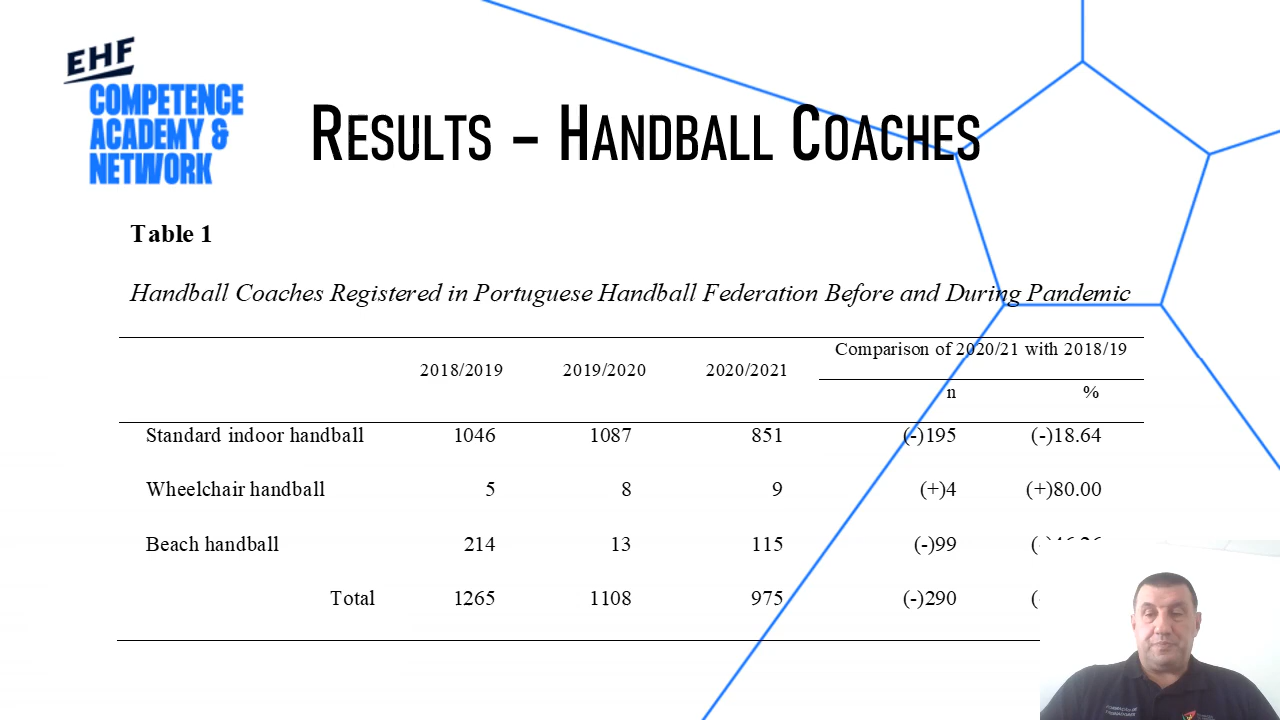 EHF
COMPETENCE
ACADEMY &
NETWORK
RESULTS – HANDBALL COACHES
Table 1
Handball Coaches Registered in Portuguese Handball Federation Before and During Pandemic
Comparison of 2020/21 with 2018/19
2018/2019 2019/2020 2020/2021
n %
Standard indoor handball 1046 1087 851 (-)195 (-)18.64
Wheelchair handball 5 8 9 (+)4 (+)80.00
Beach handball 214 13 115 (-)99
Total 1265 1108 975 (-)290